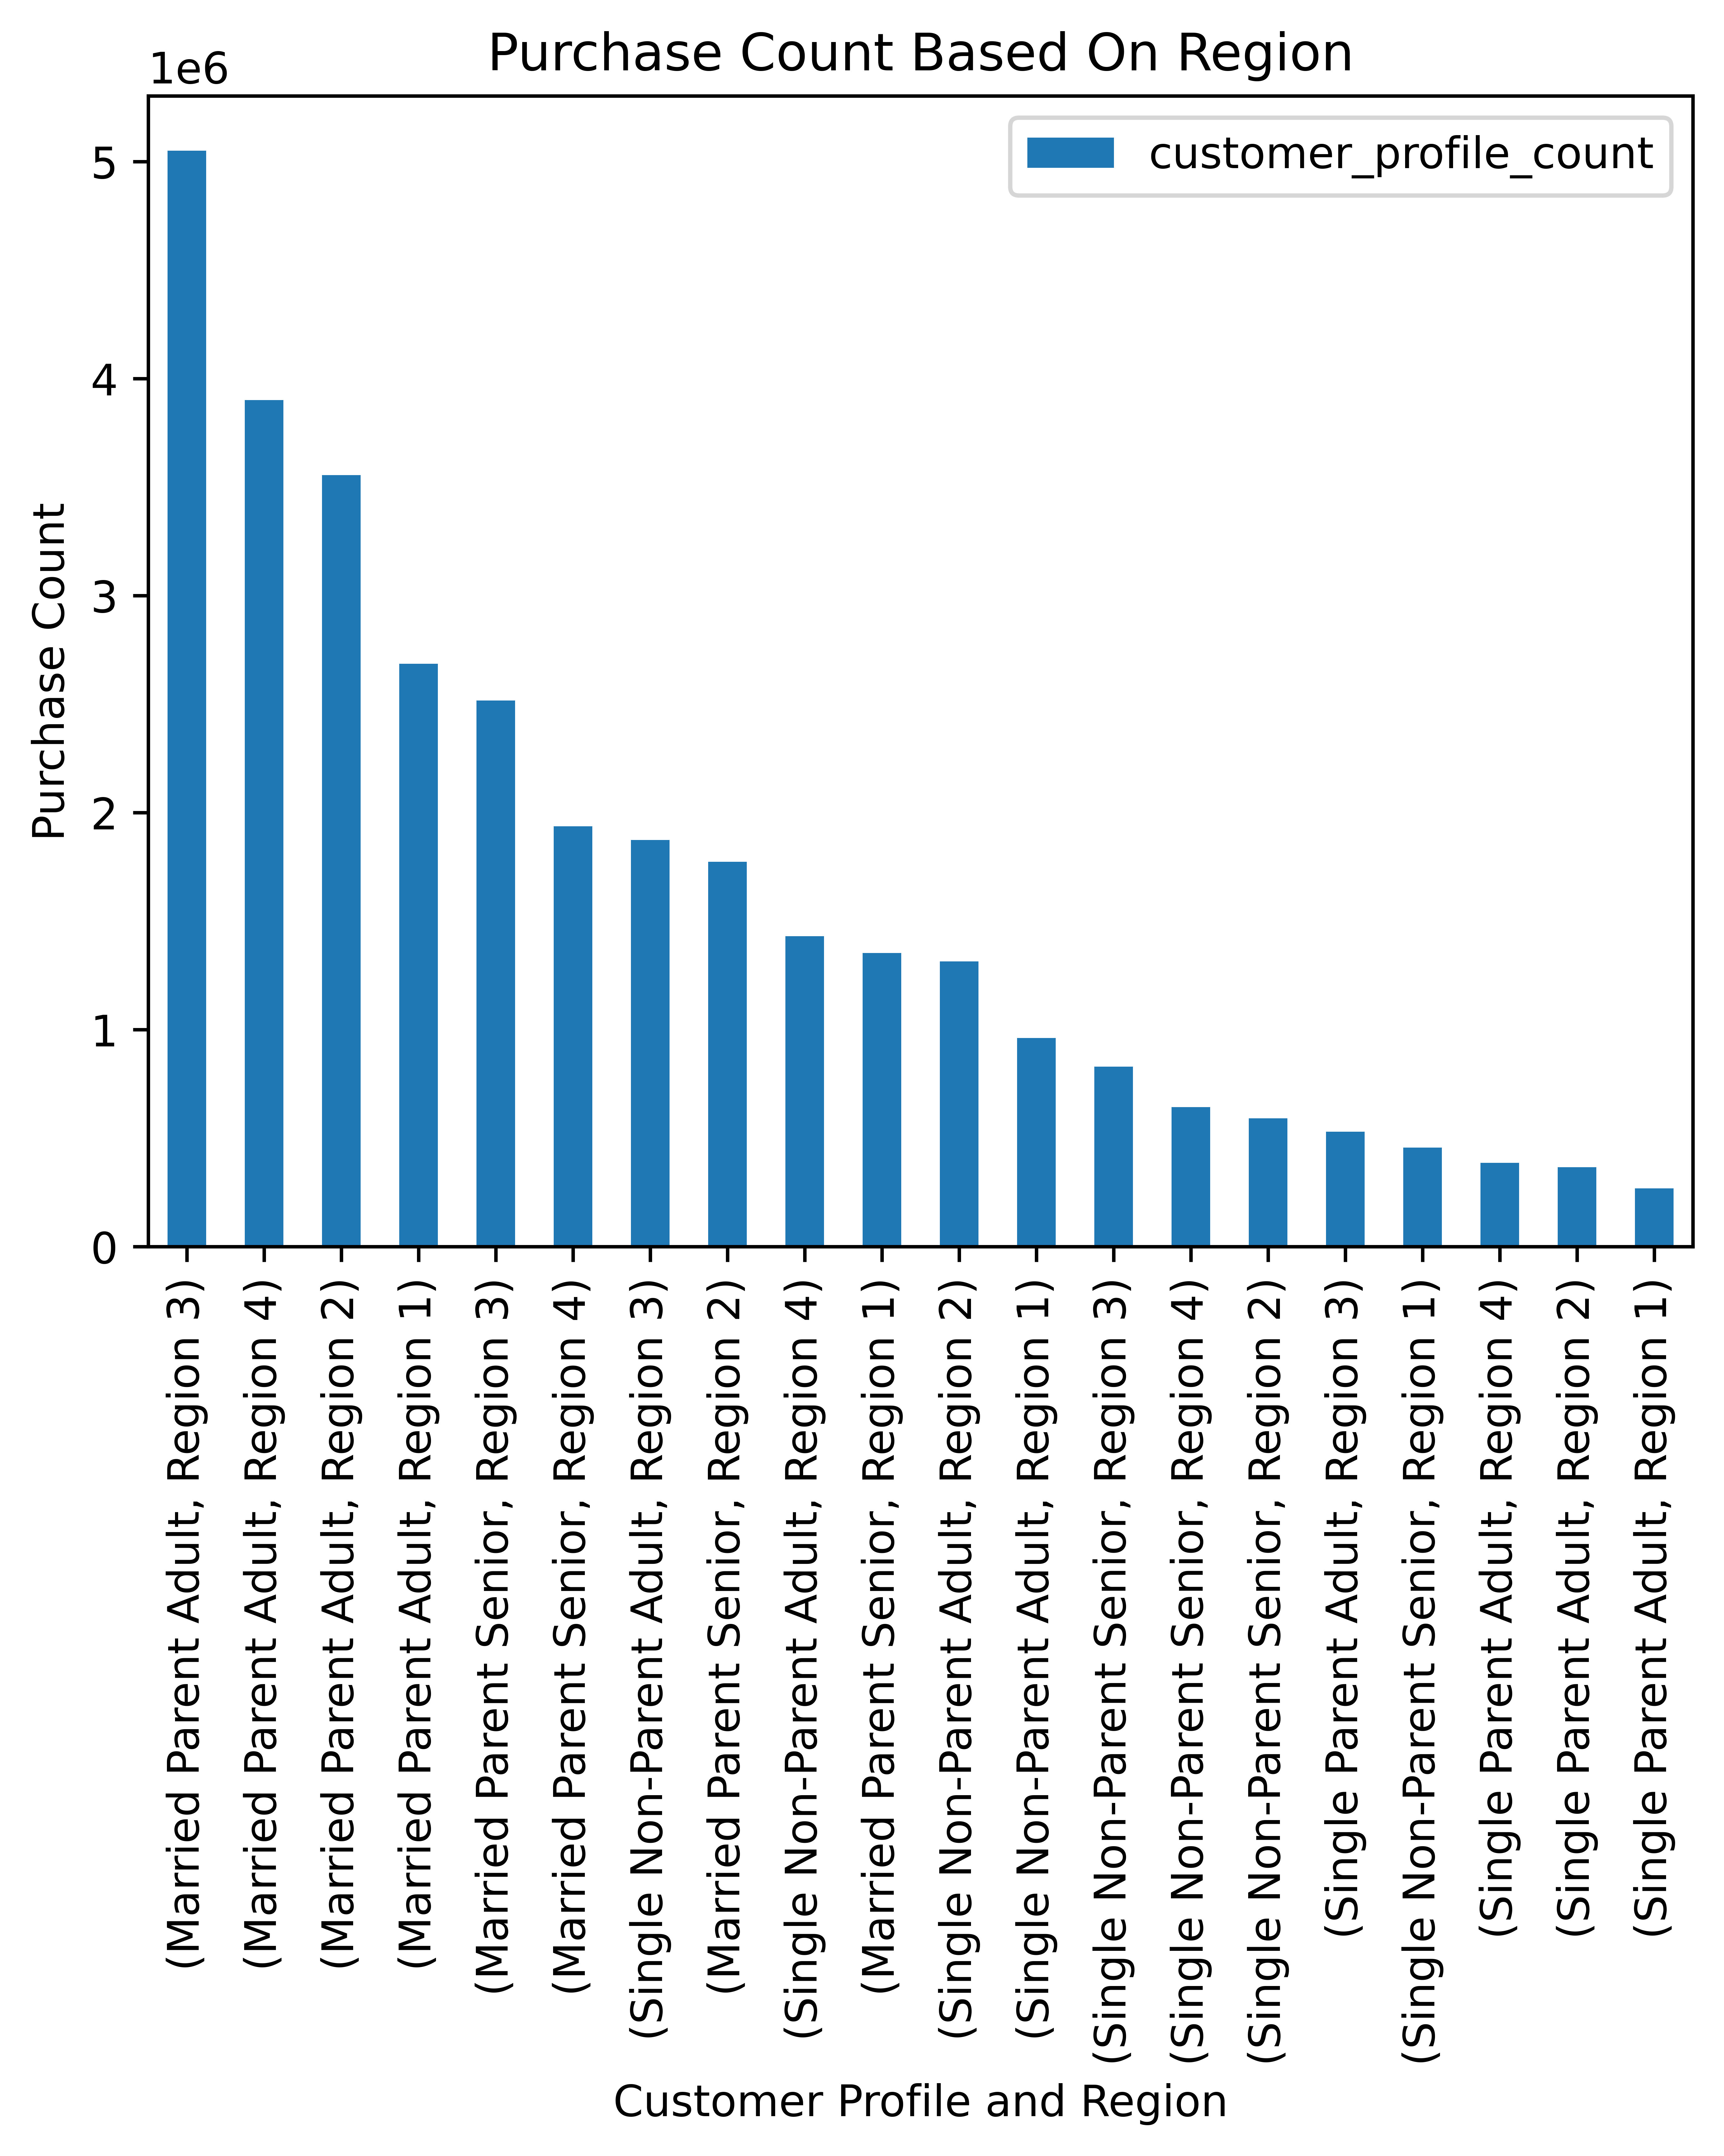 Purchase Count Based On Region
1e6
customer_profile_count
5
4
3
2
1
0
Purchase Count
(Married Parent Adult, Region 3)
(Married Parent Adult, Region 4)
(Married Parent Adult, Region 2)
(Married Parent Adult, Region 1)
(Married Parent Senior, Region 3)
(Married Parent Senior, Region 4)
(Single Non-Parent Adult, Region 3)
(Married Parent Senior, Region 2)
(Single Non-Parent Adult, Region 4)
(Married Parent Senior, Region 1)
(Single Non-Parent Adult, Region 2)
(Single Non-Parent Adult, Region 1)
(Single Non-Parent Senior, Region 3)
(Single Non-Parent Senior, Region 4)
(Single Non-Parent Senior, Region 2)
(Single Parent Adult, Region 3)
(Single Non-Parent Senior, Region 1)
(Single Parent Adult, Region 4)
(Single Parent Adult, Region 2)
(Single Parent Adult, Region 1)
Customer Profile and Region